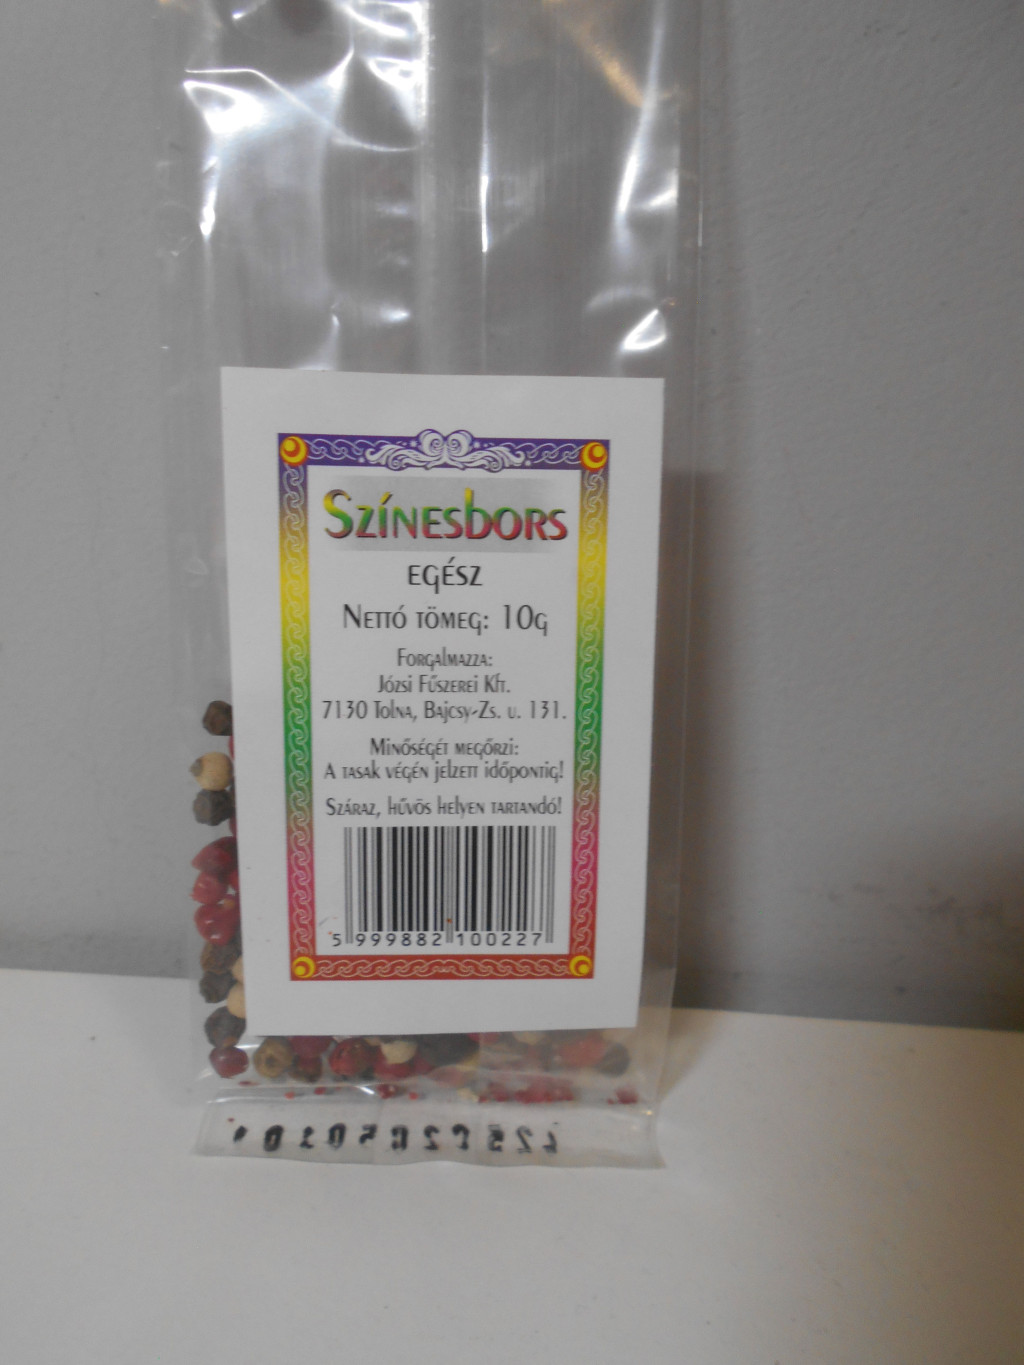 Színesbors
egész
Nettó tömeg: 10g
Forgalmazza:
Józsi Fűszerei Kft.
7130 Tolna, Bajcsy-Zs. u. 131.
Minőségét megőrzi:
A tasak végén jelzett időpontig!
Száraz, hűvös helyen tartandó!
5 999882 100227